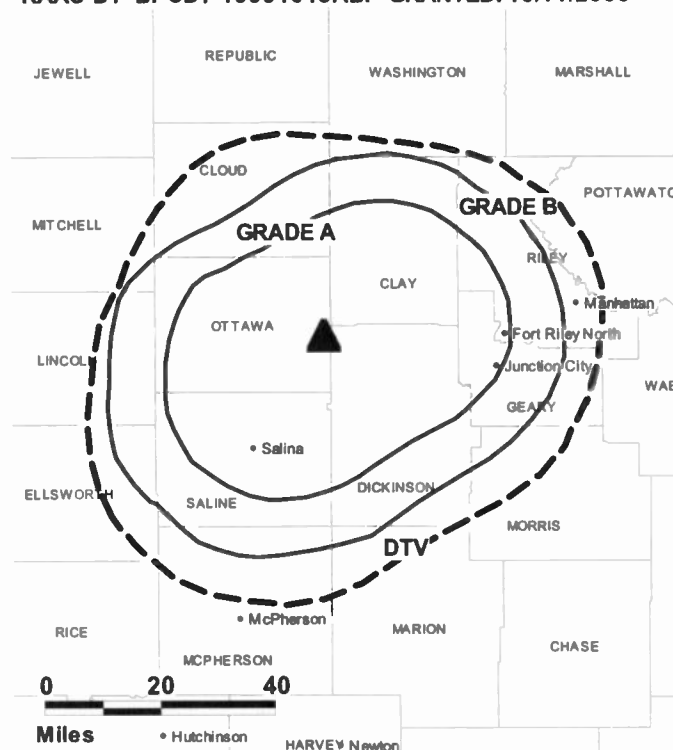 REPUBLIC
JEWELL
WASHINGTON
MARSHALL
CLOUD
POTTAWATO
GRADE B
MITCHELL
GRADE A
RILEY
CLAY
Manhattan
OTTAWA
Fort Riley North
LINCOLN
Junction City
WAB
GEARY
Salina
ELLSWORTH
SALINE
DICKINSON
MORRIS
DTV
McPherson
RICE
MARION
CHASE
MCPHERSON
0 20 40
Miles
Hutchinson
HARVEY Newton